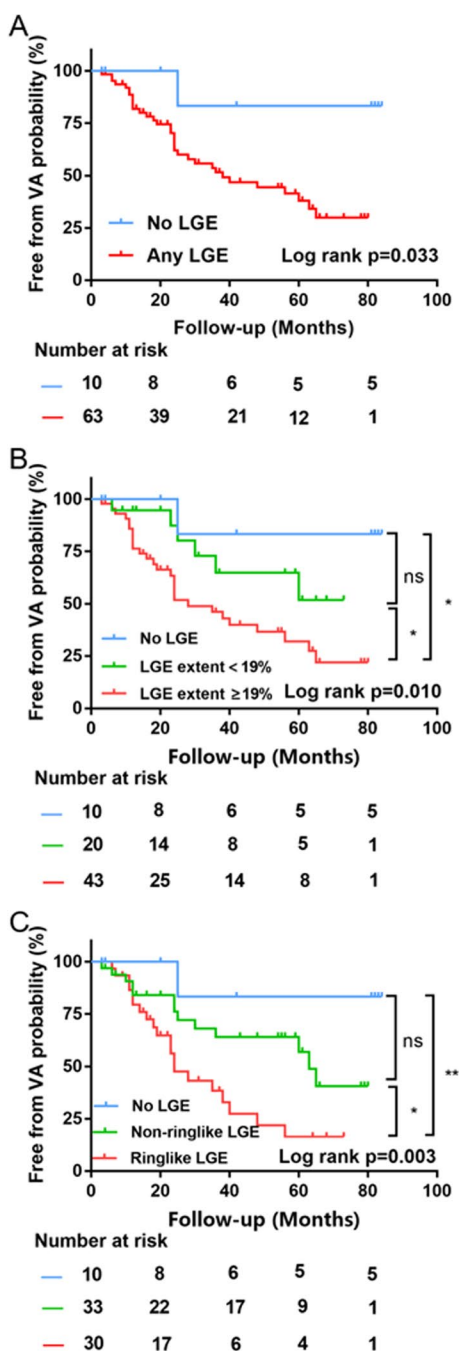 A
Free from VA probability (%)
100
75
50
25
No LGE
Any LGE
Log rank p=0.033
0 20 40 60 80 100
Follow-up (Months)
Number at risk
10 8 6 5 5
63 39 21 12 1
B
Free from VA probability (%)
100
75
50
25
ns
*
*
No LGE
LGE extent < 19%
LGE extent ≥ 19%
Log rank p=0.010
0 20 40 60 80 100
Follow-up (Months)
Number at risk
10 8 6 5 5
20 14 8 5 1
43 25 14 8 1
C
Free from VA probability (%)
100
75
50
25
ns
**
*
No LGE
Non-ringlike LGE
Ringlike LGE
Log rank p=0.003
0 20 40 60 80 100
Follow-up (Months)
Number at risk
10 8 6 5 5
33 22 17 9 1
30 17 6 4 1